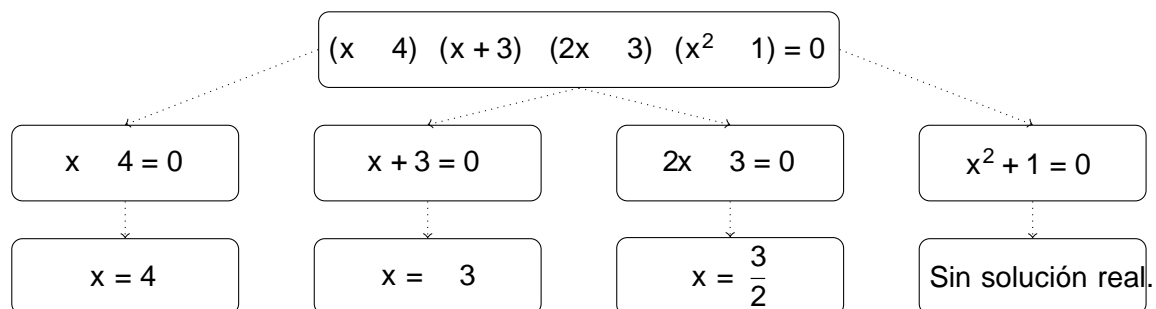 (x 4) (x + 3) (2x 3) (x² 1) = 0
x 4 = 0
x + 3 = 0
2x 3 = 0
x² + 1 = 0
x = 4
x = 3
x = 3/2
Sin solución real.